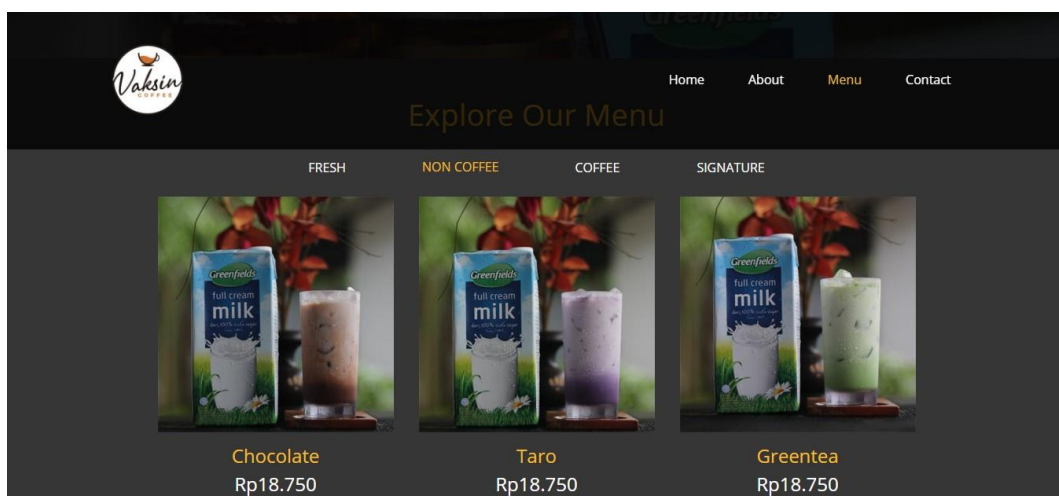 Greenfields
Vaksin
COFFEE
Home About Menu Contact
Explore Our Menu
FRESH NON COFFEE COFFEE SIGNATURE
Greenfields
full cream
milk
Greenfields
full cream
milk
Greenfields
full cream
milk
Chocolate Taro Greentea
Rp18.750 Rp18.750 Rp18.750